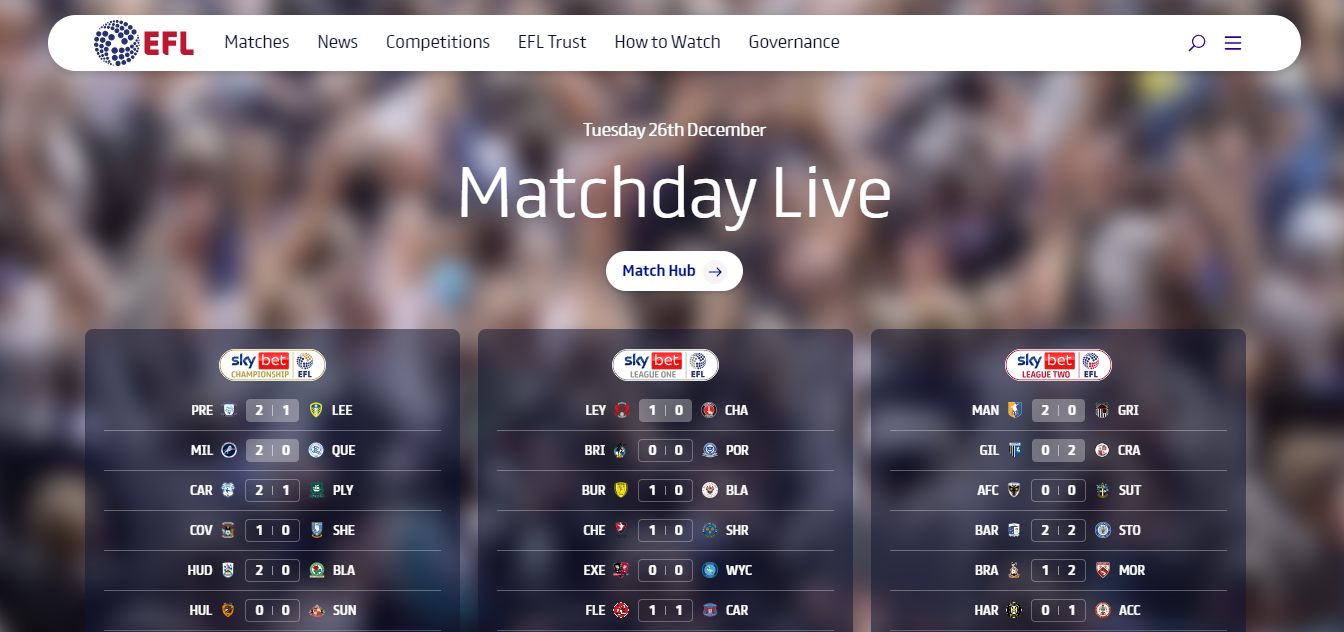 EFL Matches News Competitions EFL Trust How to Watch Governance
Tuesday 26th December
Matchday Live
Match Hub
sky bet CHAMPIONSHIP EFL
PRE 2 | 1 LEE
MIL 2 | 0 QUE
CAR 2 | 1 PLY
COV 1 | 0 SHE
HUD 2 | 0 BLA
HUL 0 | 0 SUN
sky bet LEAGUE ONE EFL
LEY 1 | 0 CHA
BRI 0 | 0 POR
BUR 1 | 0 BLA
CHE 1 | 0 SHR
EXE 0 | 0 WYC
FLE 1 | 1 CAR
sky bet LEAGUE TWO EFL
MAN 2 | 0 GRI
GIL 0 | 2 CRA
AFC 0 | 0 SUT
BAR 2 | 2 STO
BRA 1 | 2 MOR
HAR 0 | 1 ACC